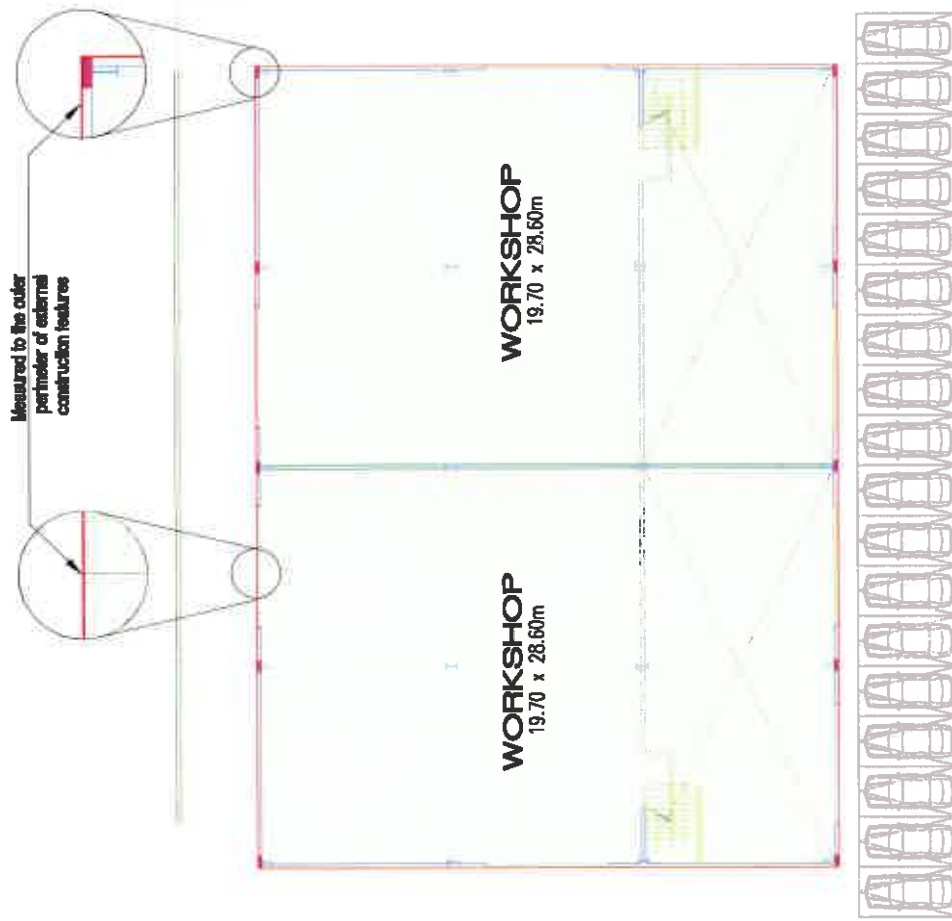 Measured to the outer
perimeter of external
construction features
WORKSHOP
19.70 x 28.60m
WORKSHOP
19.70 x 28.60m